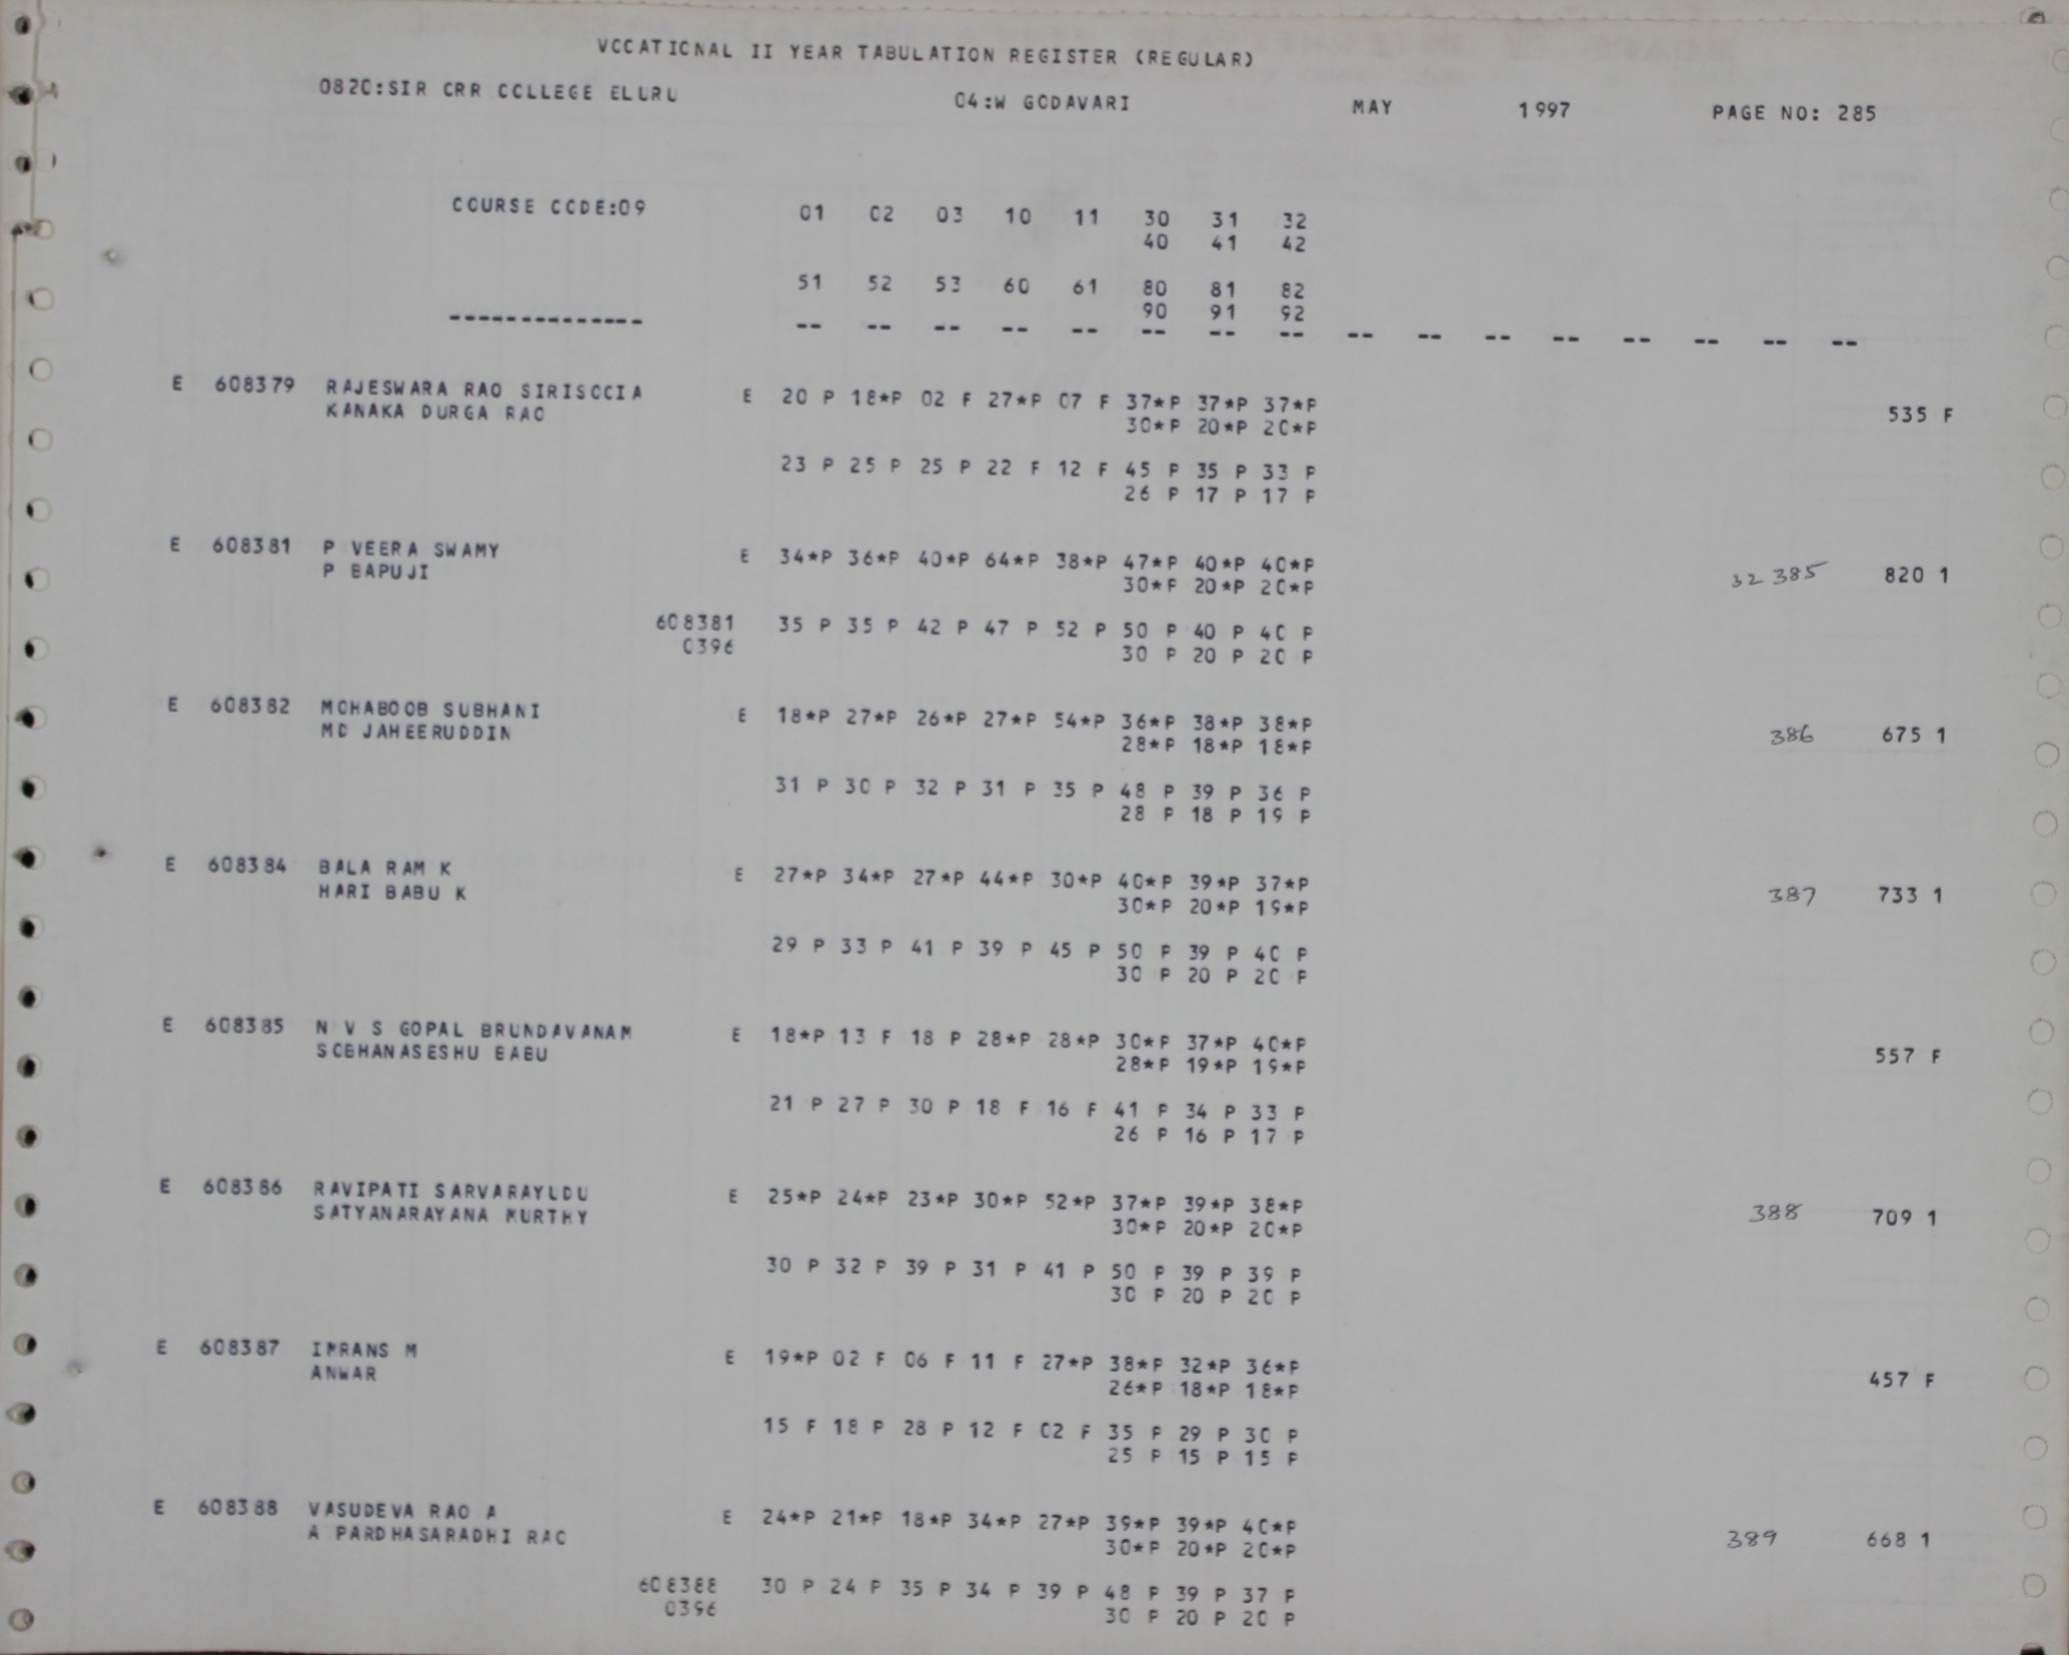 VOCATIONAL II YEAR TABULATION REGISTER (REGULAR)
0820:SIR CRR COLLEGE ELURU 04:W GODAVARI MAY 1997 PAGE NO: 285
COURSE CODE:09 01 02 03 10 11 30 31 32
40 41 42
51 52 53 60 61 80 81 82
90 91 92
-------------- -- -- -- -- -- -- -- -- -- -- -- -- -- -- -- --
E 608379 RAJESWARA RAO SIRISOCIA E 20 P 18*P 02 F 27*P 07 F 37*P 37*P 37*P 535 F
KANAKA DURGA RAO 30*P 20*P 20*P
23 P 25 P 25 P 22 F 12 F 45 P 35 P 33 P
26 P 17 P 17 P
E 608381 P VEERA SWAMY E 34*P 36*P 40*P 64*P 38*P 47*P 40*P 40*P 32 385 820 1
P BAPUJI 30*P 20*P 20*P
608381 35 P 35 P 42 P 47 P 52 P 50 P 40 P 40 P
0396 30 P 20 P 20 P
E 608382 MOHABOOB SUBHANI E 18*P 27*P 26*P 27*P 54*P 36*P 38*P 38*P 386 675 1
MD JAHEERUDDIN 28*P 18*P 18*P
31 P 30 P 32 P 31 P 35 P 48 P 39 P 36 P
28 P 18 P 19 P
E 608384 BALA RAM K E 27*P 34*P 27*P 44*P 30*P 40*P 39*P 37*P 387 733 1
HARI BABU K 30*P 20*P 19*P
29 P 33 P 41 P 39 P 45 P 50 P 39 P 40 P
30 P 20 P 20 P
E 608385 N V S GOPAL BRUNDAVANAM E 18*P 13 F 18 P 28*P 28*P 30*P 37*P 40*P 557 F
SOBHANASESHU BABU 28*P 19*P 19*P
21 P 27 P 30 P 18 F 16 F 41 P 34 P 33 P
26 P 16 P 17 P
E 608386 RAVIPATI SARVARAYUDU E 25*P 24*P 23*P 30*P 52*P 37*P 39*P 38*P 388 709 1
SATYANARAYANA MURTHY 30*P 20*P 20*P
30 P 32 P 39 P 31 P 41 P 50 P 39 P 39 P
30 P 20 P 20 P
E 608387 IMRANS M E 19*P 02 F 06 F 11 F 27*P 38*P 32*P 36*P 457 F
ANWAR 26*P 18*P 18*P
15 F 18 P 28 P 12 F 02 F 35 P 29 P 30 P
25 P 15 P 15 P
E 608388 VASUDEVA RAO A E 24*P 21*P 18*P 34*P 27*P 39*P 39*P 40*P 389 668 1
A PARDHASARADHI RAO 30*P 20*P 20*P
608388 30 P 24 P 35 P 34 P 39 P 48 P 39 P 37 P
0396 30 P 20 P 20 P